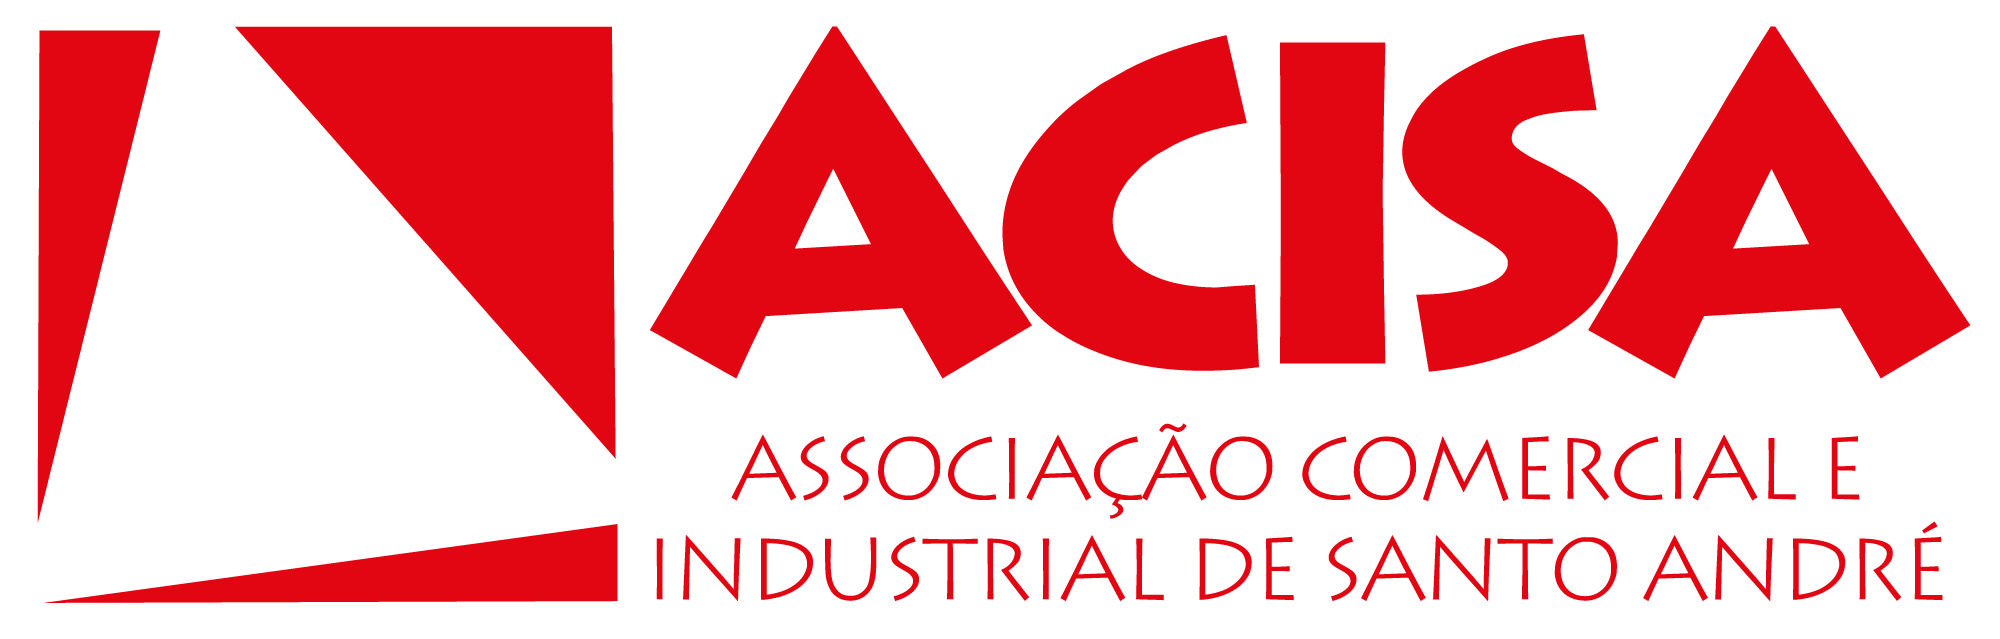 ACISA
ASSOCIAÇÃO COMERCIAL E
INDUSTRIAL DE SANTO ANDRÉ